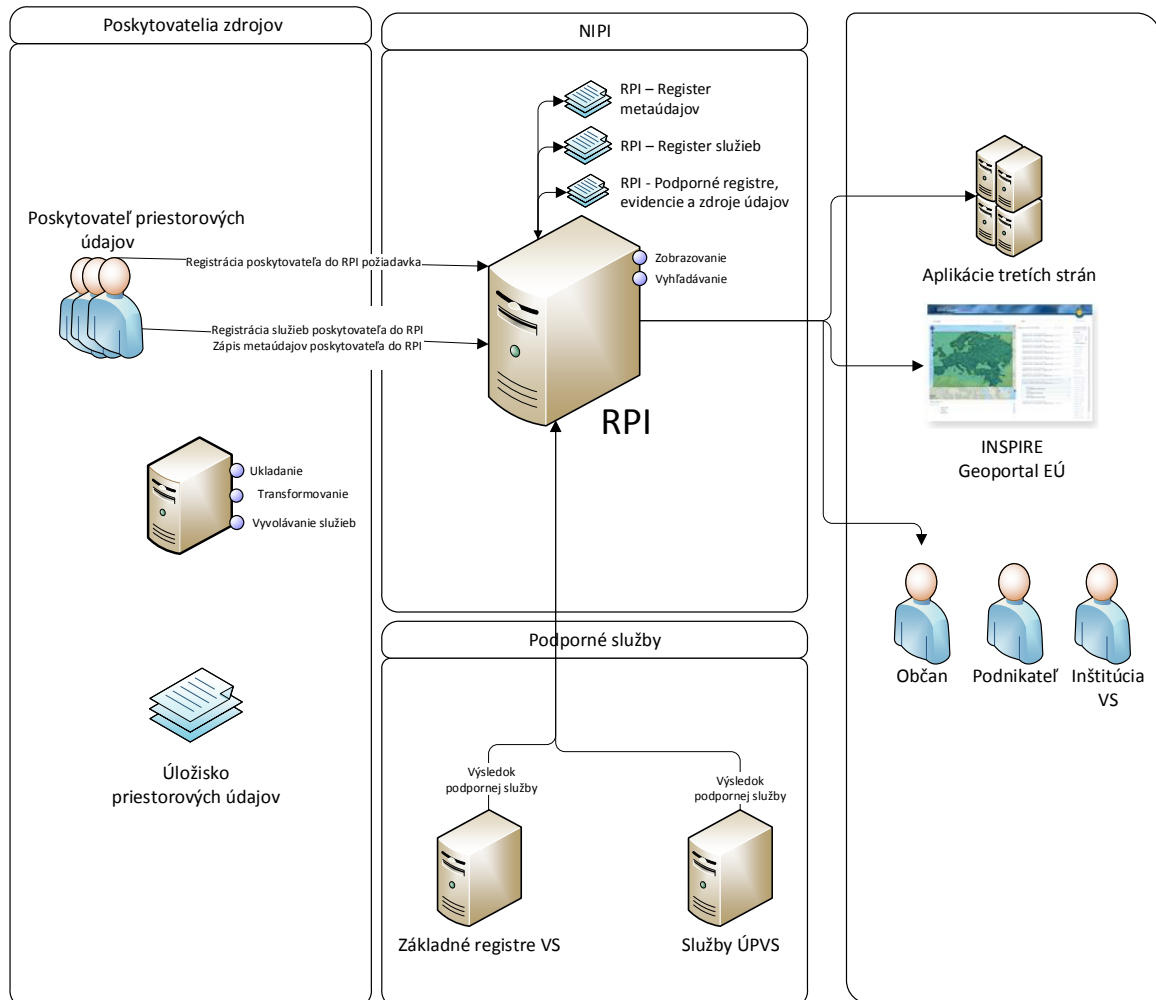 Poskytovatelia zdrojov
Poskytovateľ priestorových
údajov
Registrácia poskytovateľa do RPI požiadavka
Registrácia služieb poskytovateľa do RPI
Zápis metaúdajov poskytovateľa do RPI
Ukladanie
Transformovanie
Vyvolávanie služieb
Úložisko
priestorových údajov
NIPI
RPI – Register
metaúdajov
RPI – Register služieb
RPI - Podporné registre,
evidencie a zdroje údajov
Zobrazovanie
Vyhľadávanie
RPI
Podporné služby
Výsledok
podpornej služby
Výsledok
podpornej služby
Základné registre VS
Služby ÚPVS
Aplikácie tretích strán
INSPIRE
Geoportal EÚ
Občan
Podnikateľ
Inštitúcia
VS